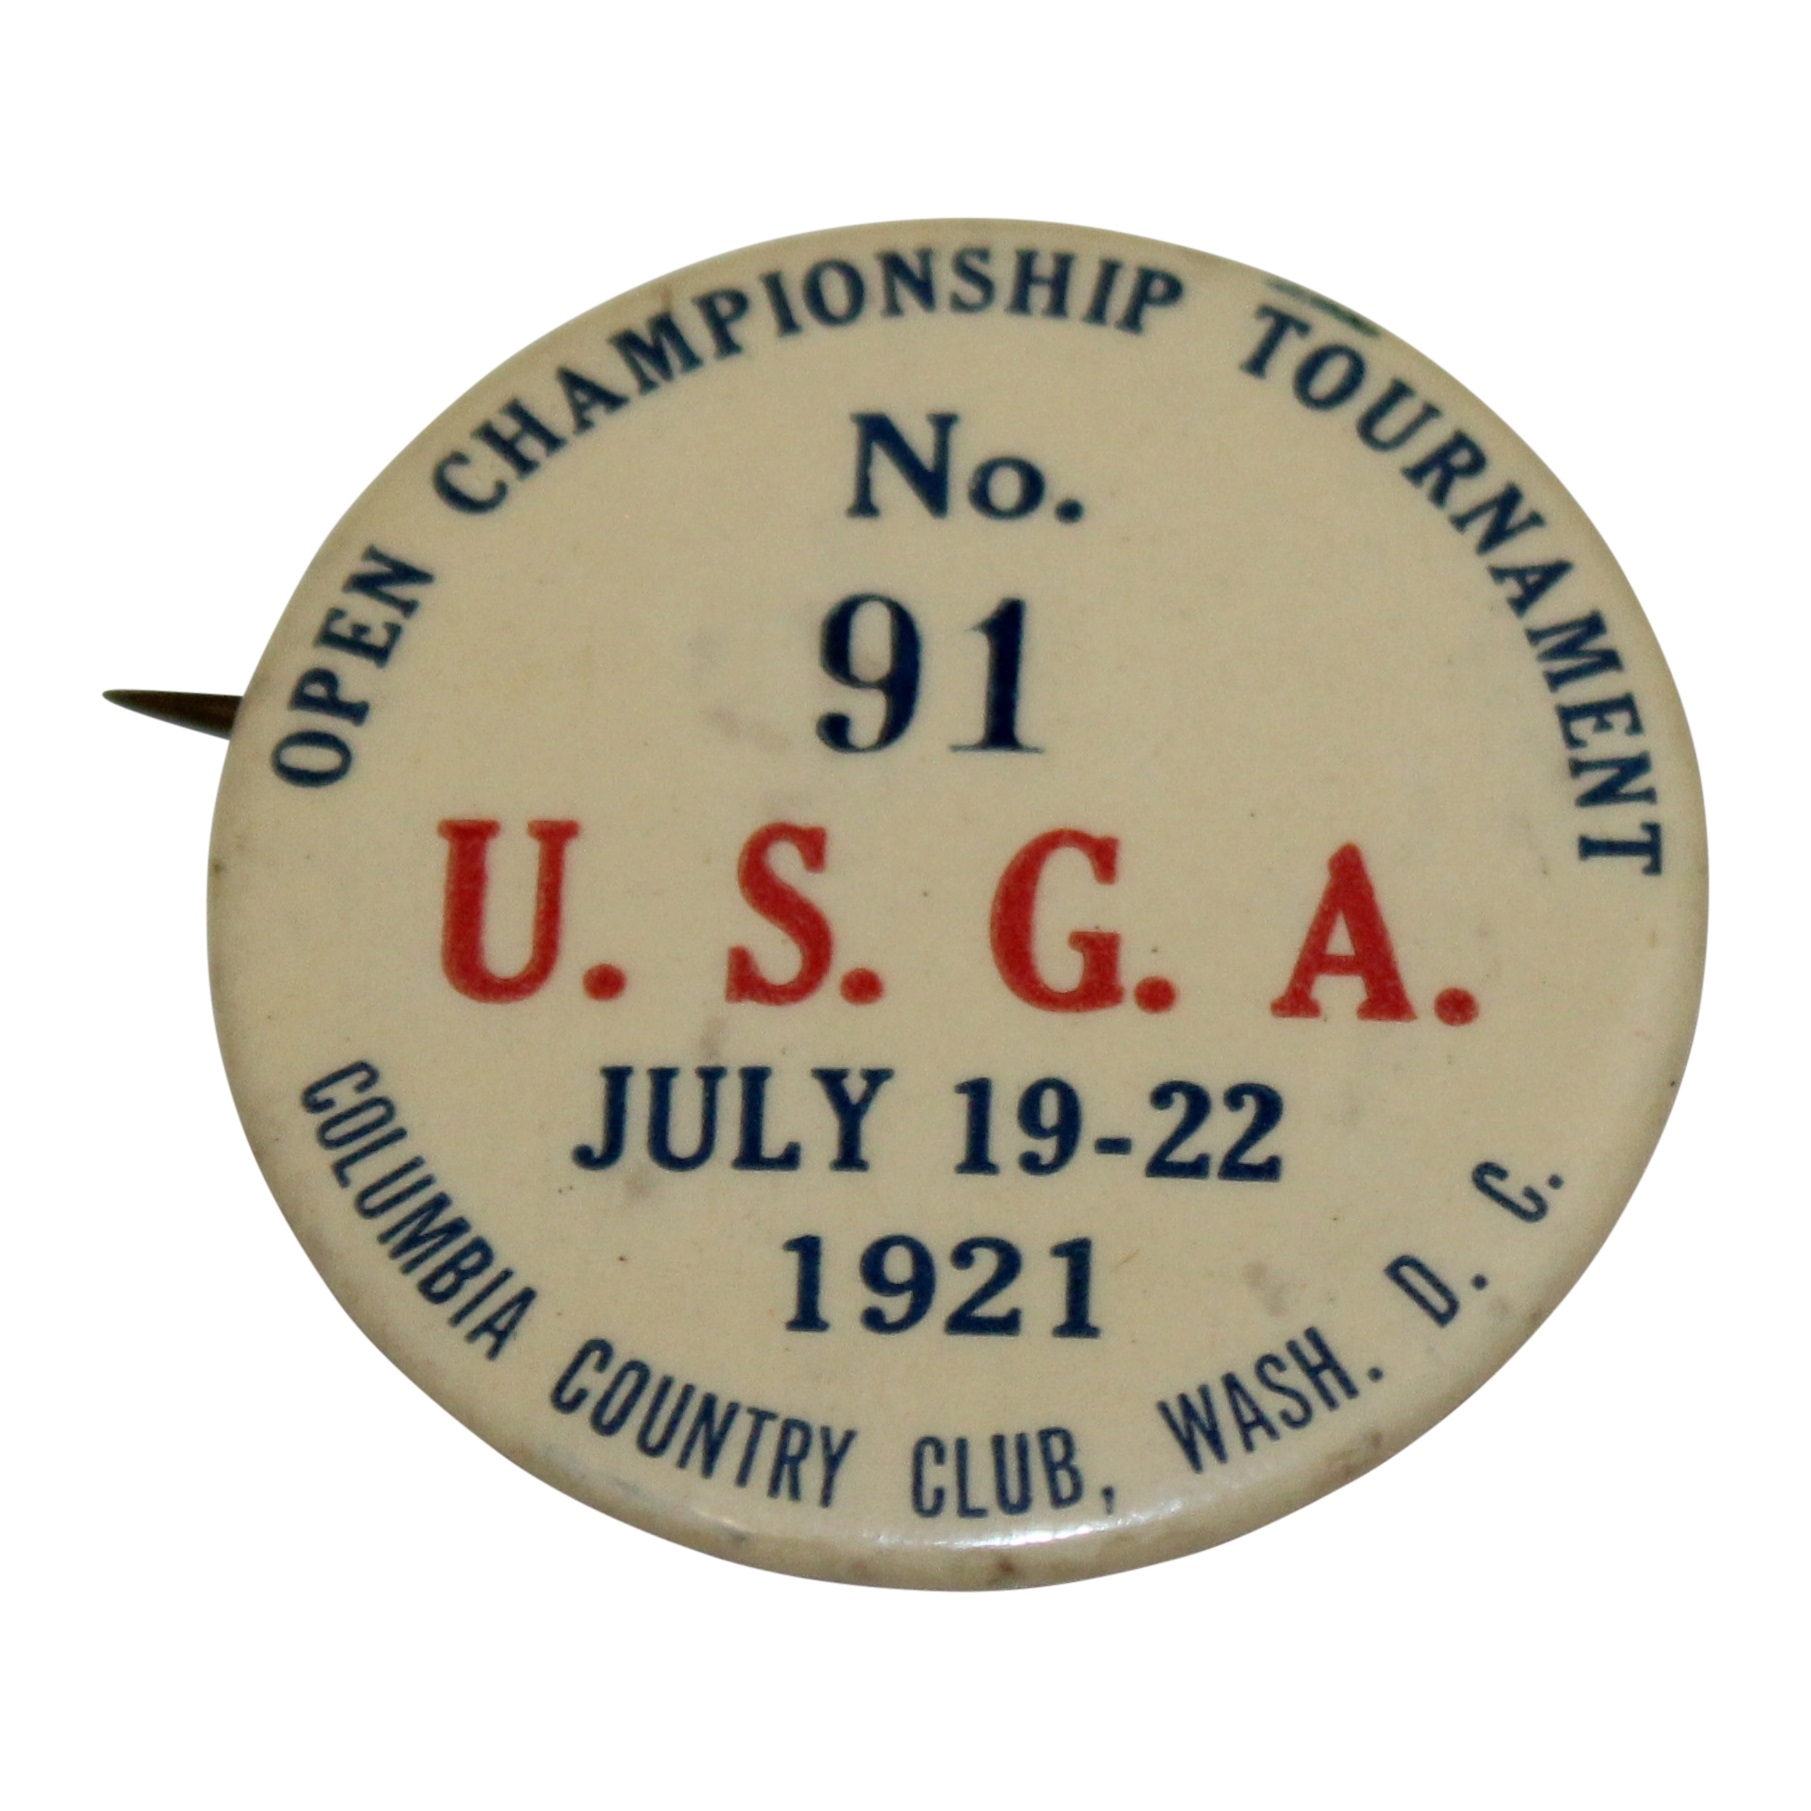 OPEN CHAMPIONSHIP TOURNAMENT
No.
91
U. S. G. A.
JULY 19-22
1921
COLUMBIA COUNTRY CLUB, WASH. D. C.